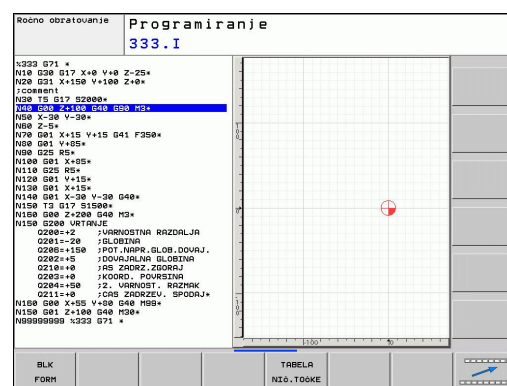 Ročno obratovanje
Programiranje
333.I
%333 G71 *
N10 G30 G17 X+0 Y+0 Z-25*
N20 G31 X+150 Y+100 Z+0*
;comment
N30 T5 G17 S2000*
N40 G00 Z+100 G40 G90 M3*
N50 X-30 Y-30*
N60 Z-5*
N70 G01 X+15 Y+15 G41 F350*
N80 G01 Y+85*
N90 G25 R5*
N100 G01 X+85*
N110 G25 R5*
N120 G01 Y+15*
N130 G01 X+15*
N140 G01 X-30 Y-30 G40*
N150 T3 G17 S1500*
N160 G00 Z+200 G40 M3*
N150 G200 VRTANJE
Q200=+2 ;VARNOSTNA RAZDALJA
Q201=-20 ;GLOBINA
Q206=+150 ;POT.NAPR.GLOB.DOVAJ.
Q202=+5 ;DOVAJALNA GLOBINA
Q210=+0 ;AS ZADRZ.ZGORAJ
Q203=+0 ;KOORD. POVRSINA
Q204=+50 ;2. VARNOST. RAZMAK
Q211=+0 ;CAS ZADRZEV. SPODAJ*
N160 G00 X+55 Y+80 G40 M99*
N150 G01 Z+100 G40 M30*
N99999999 %333 G71 *
BLK
FORM
TABELA
NIČ.TOČKE